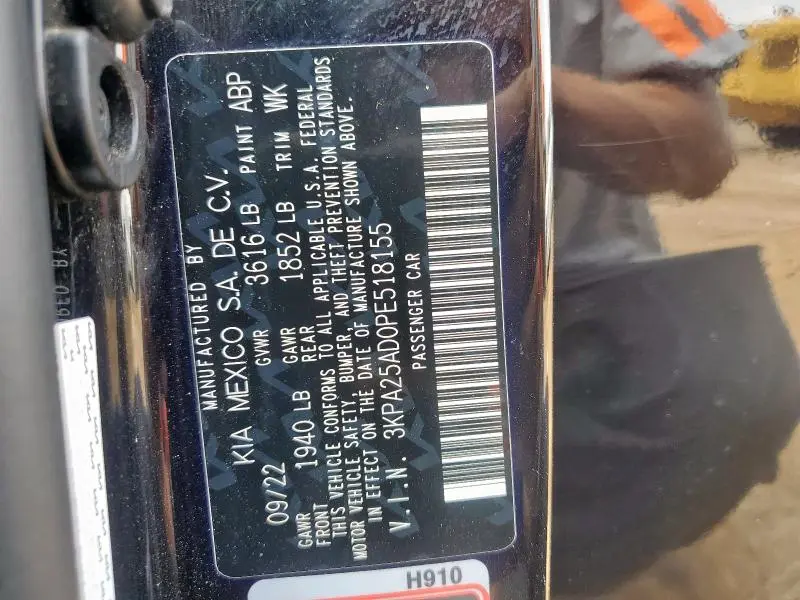 MANUFACTURED BY
KIA MEXICO S.A. DE C.V.
09/22 GVWR 3616 LB PAINT ABP
GAWR FRONT 1940 LB GAWR REAR 1852 LB TRIM WK
THIS VEHICLE CONFORMS TO ALL APPLICABLE U.S.A. FEDERAL
MOTOR VEHICLE SAFETY, BUMPER, AND THEFT PREVENTION STANDARDS
IN EFFECT ON THE DATE OF MANUFACTURE SHOWN ABOVE.
V.I.N. 3KPA25AD0PE518155
PASSENGER CAR
H910